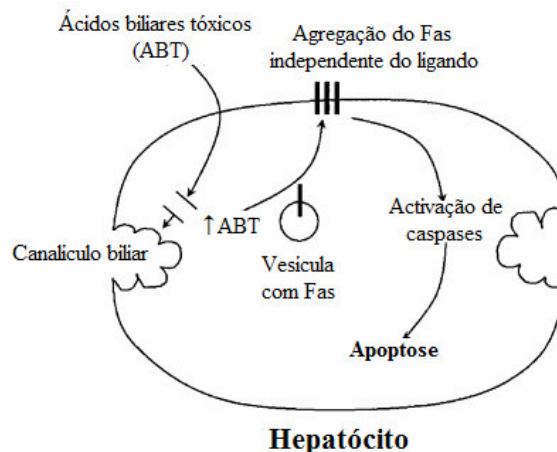 Ácidos biliares tóxicos
(ABT)
Agregação do Fas
independente do ligando
↑ABT
Canalículo biliar
Vesícula
com Fas
Activação de
caspases
Apoptose
Hepatócito